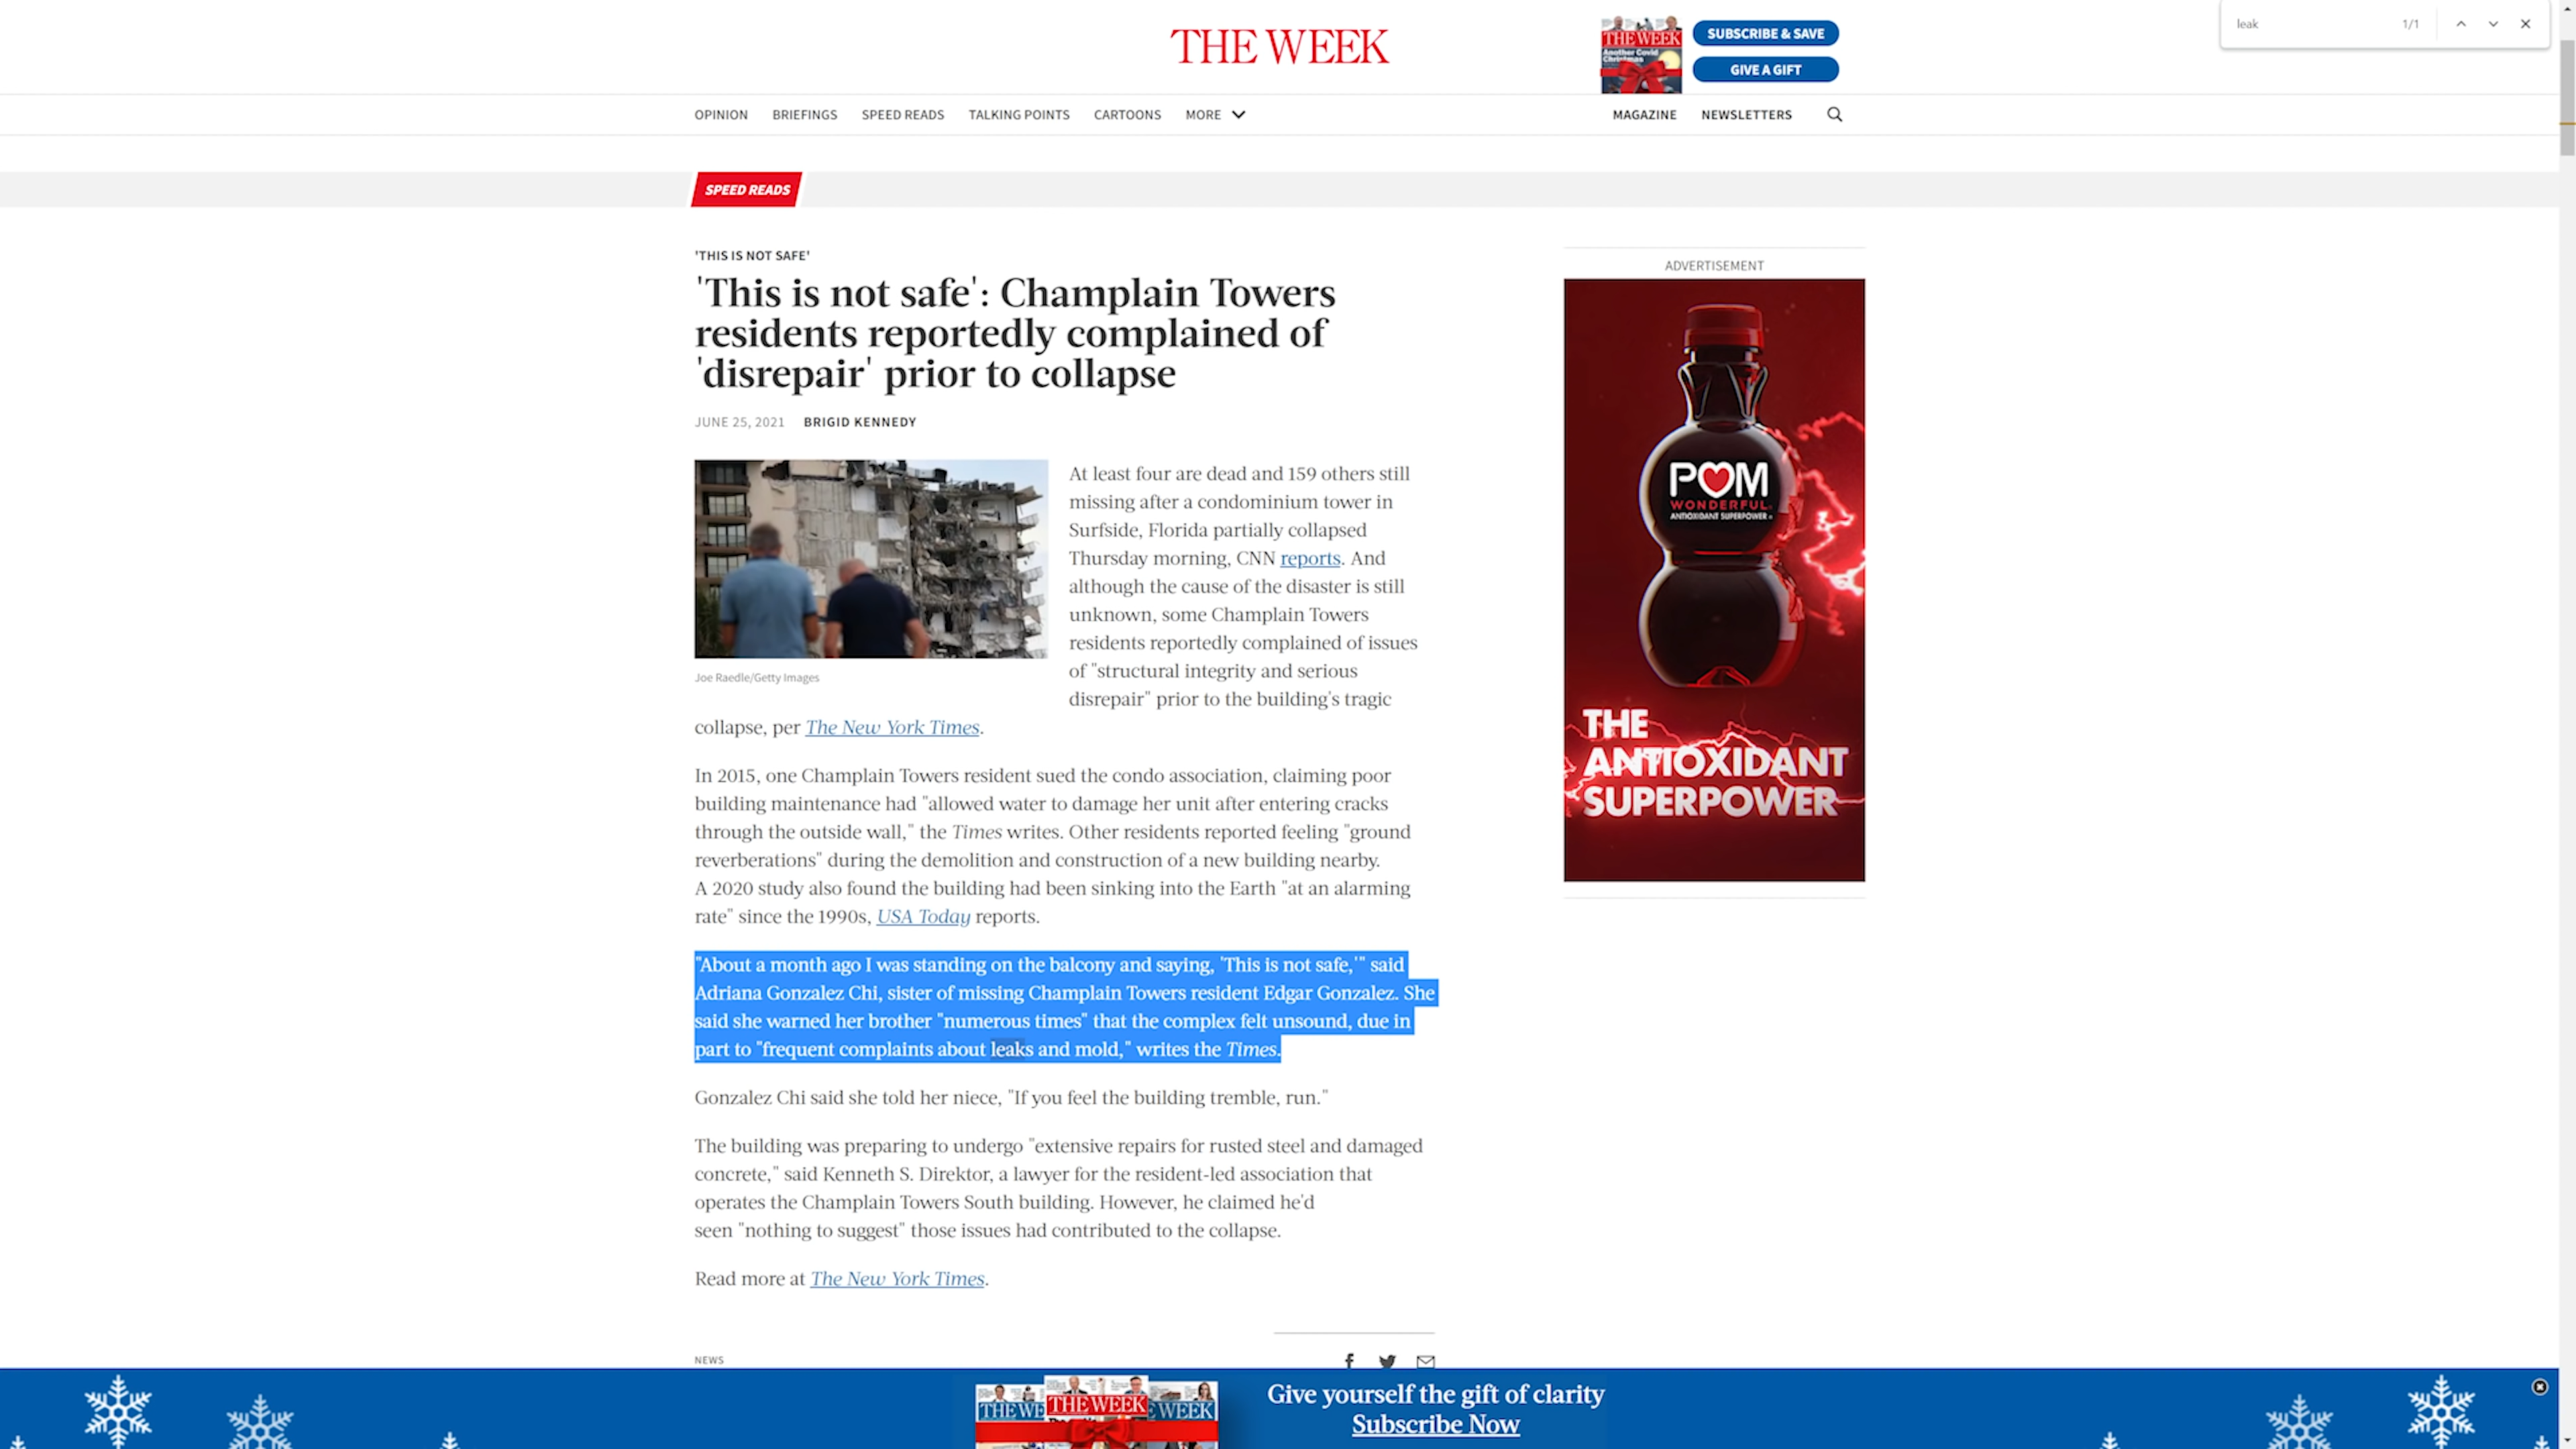 THE WEEK
THE WEEK
Another Covid
Christmas
SUBSCRIBE & SAVE
GIVE A GIFT
leak
1/1
OPINION
BRIEFINGS
SPEED READS
TALKING POINTS
CARTOONS
MORE
MAGAZINE
NEWSLETTERS
SPEED READS
'THIS IS NOT SAFE'
'This is not safe': Champlain Towers
residents reportedly complained of
'disrepair' prior to collapse
JUNE 25, 2021 BRIGID KENNEDY
Joe Raedle/Getty Images
At least four are dead and 159 others still
missing after a condominium tower in
Surfside, Florida partially collapsed
Thursday morning, CNN reports. And
although the cause of the disaster is still
unknown, some Champlain Towers
residents reportedly complained of issues
of "structural integrity and serious
disrepair" prior to the building's tragic
collapse, per The New York Times.
In 2015, one Champlain Towers resident sued the condo association, claiming poor
building maintenance had "allowed water to damage her unit after entering cracks
through the outside wall," the Times writes. Other residents reported feeling "ground
reverberations" during the demolition and construction of a new building nearby.
A 2020 study also found the building had been sinking into the Earth "at an alarming
rate" since the 1990s, USA Today reports.
"About a month ago I was standing on the balcony and saying, 'This is not safe,'" said
Adriana Gonzalez Chi, sister of missing Champlain Towers resident Edgar Gonzalez. She
said she warned her brother "numerous times" that the complex felt unsound, due in
part to "frequent complaints about leaks and mold," writes the Times.
Gonzalez Chi said she told her niece, "If you feel the building tremble, run."
The building was preparing to undergo "extensive repairs for rusted steel and damaged
concrete," said Kenneth S. Direktor, a lawyer for the resident-led association that
operates the Champlain Towers South building. However, he claimed he'd
seen "nothing to suggest" those issues had contributed to the collapse.
Read more at The New York Times.
ADVERTISEMENT
POM
WONDERFUL
ANTIOXIDANT SUPERPOWER
THE
ANTIOXIDANT
SUPERPOWER
NEWS
THE WE
THE WEEK
E WEEK
Give yourself the gift of clarity
Subscribe Now